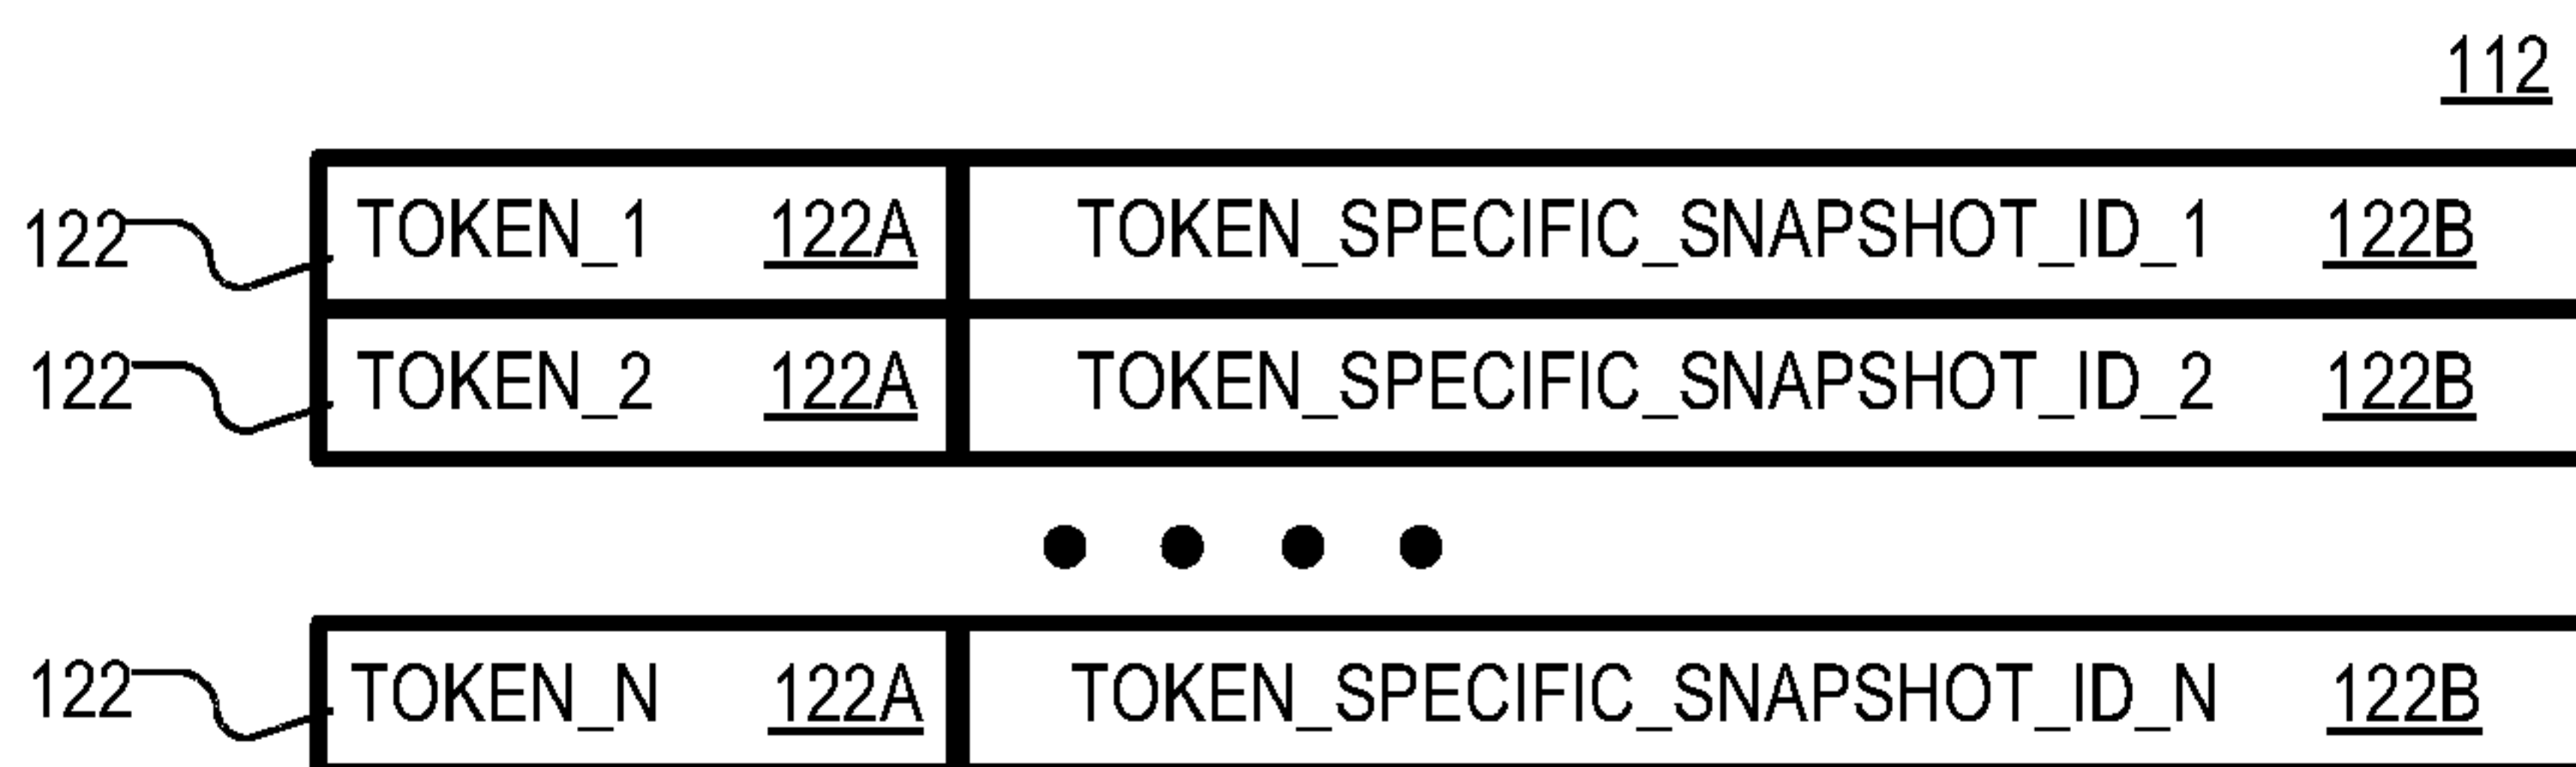 112
122 TOKEN_1 122A TOKEN_SPECIFIC_SNAPSHOT_ID_1 122B
122 TOKEN_2 122A TOKEN_SPECIFIC_SNAPSHOT_ID_2 122B
122 TOKEN_N 122A TOKEN_SPECIFIC_SNAPSHOT_ID_N 122B